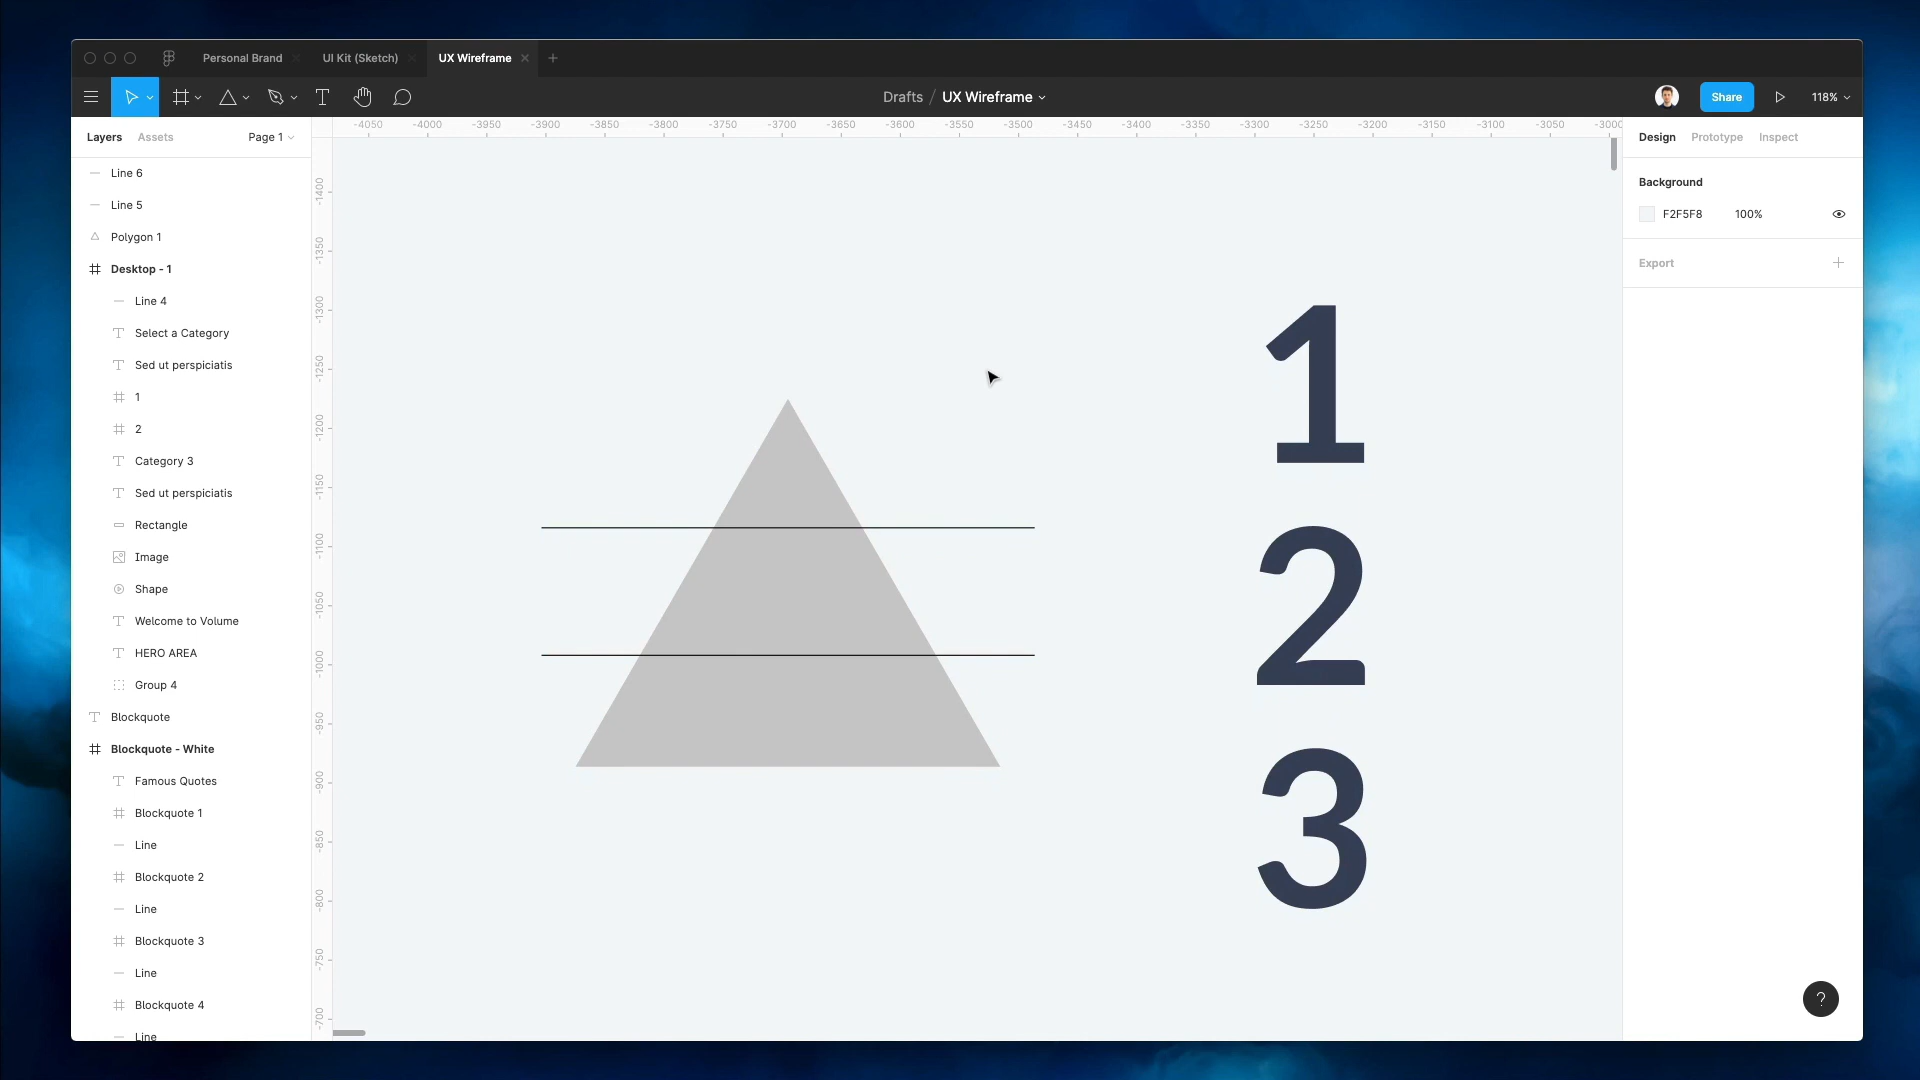 Personal Brand
UI Kit (Sketch)
UX Wireframe
Drafts / UX Wireframe
Share
118%
Layers
Assets
Page 1
-4050 -4000 -3950 -3900 -3850 -3800 -3750 -3700 -3650 -3600 -3550 -3500 -3450 -3400 -3350 -3300 -3250 -3200 -3150 -3100 -3050 -3000
Design
Prototype
Inspect
Line 6
Line 5
Polygon 1
Desktop - 1
Line 4
Select a Category
Sed ut perspiciatis
1
2
Category 3
Sed ut perspiciatis
Rectangle
Image
Shape
Welcome to Volume
HERO AREA
Group 4
Blockquote
Blockquote - White
Famous Quotes
Blockquote 1
Line
Blockquote 2
Line
Blockquote 3
Line
Blockquote 4
Line
-1400
-1350
-1300
-1250
-1200
-1150
-1100
-1050
-1000
-950
-900
-850
-800
-750
-700
1
2
3
Background
F2F5F8 100%
Export
?